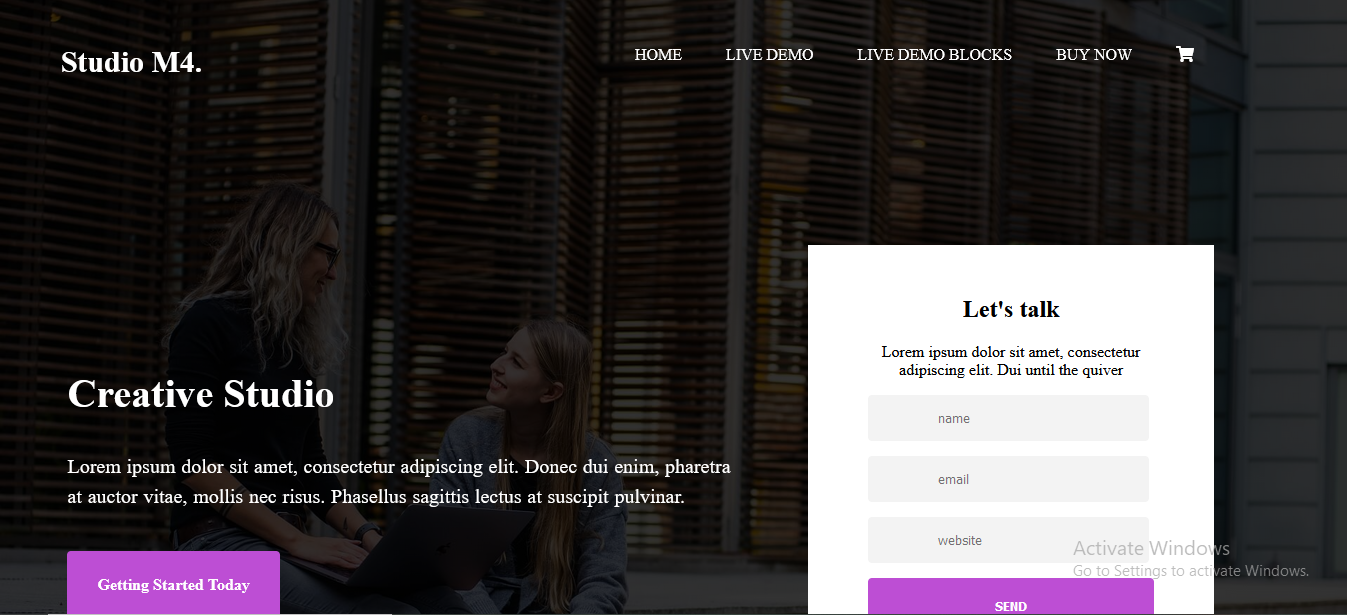 Studio M4.
HOME
LIVE DEMO
LIVE DEMO BLOCKS
BUY NOW
Creative Studio
Lorem ipsum dolor sit amet, consectetur adipiscing elit. Donec dui enim, pharetra
at auctor vitae, mollis nec risus. Phasellus sagittis lectus at suscipit pulvinar.
Getting Started Today
Let's talk
Lorem ipsum dolor sit amet, consectetur
adipiscing elit. Dui until the quiver
name
email
website
SEND
Activate Windows
Go to Settings to activate Windows.